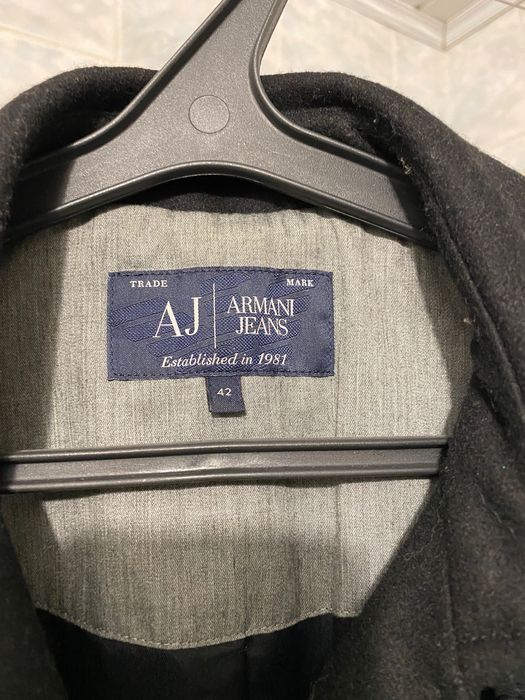 TRADE MARK
AJ ARMANI
JEANS
Established in 1981
42